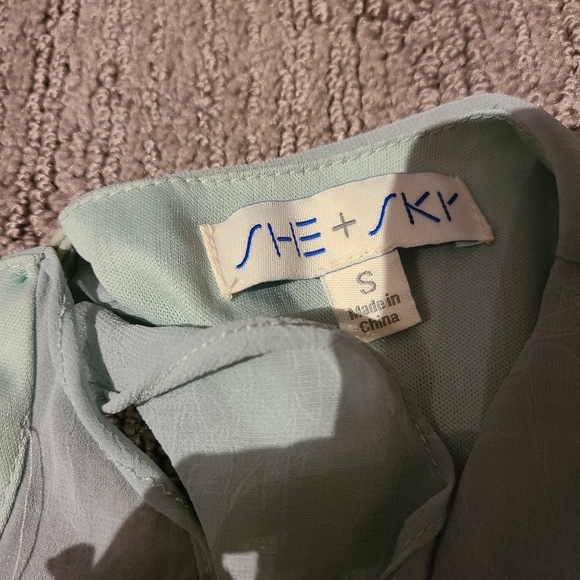 SHE + SKY
S
Made in
China